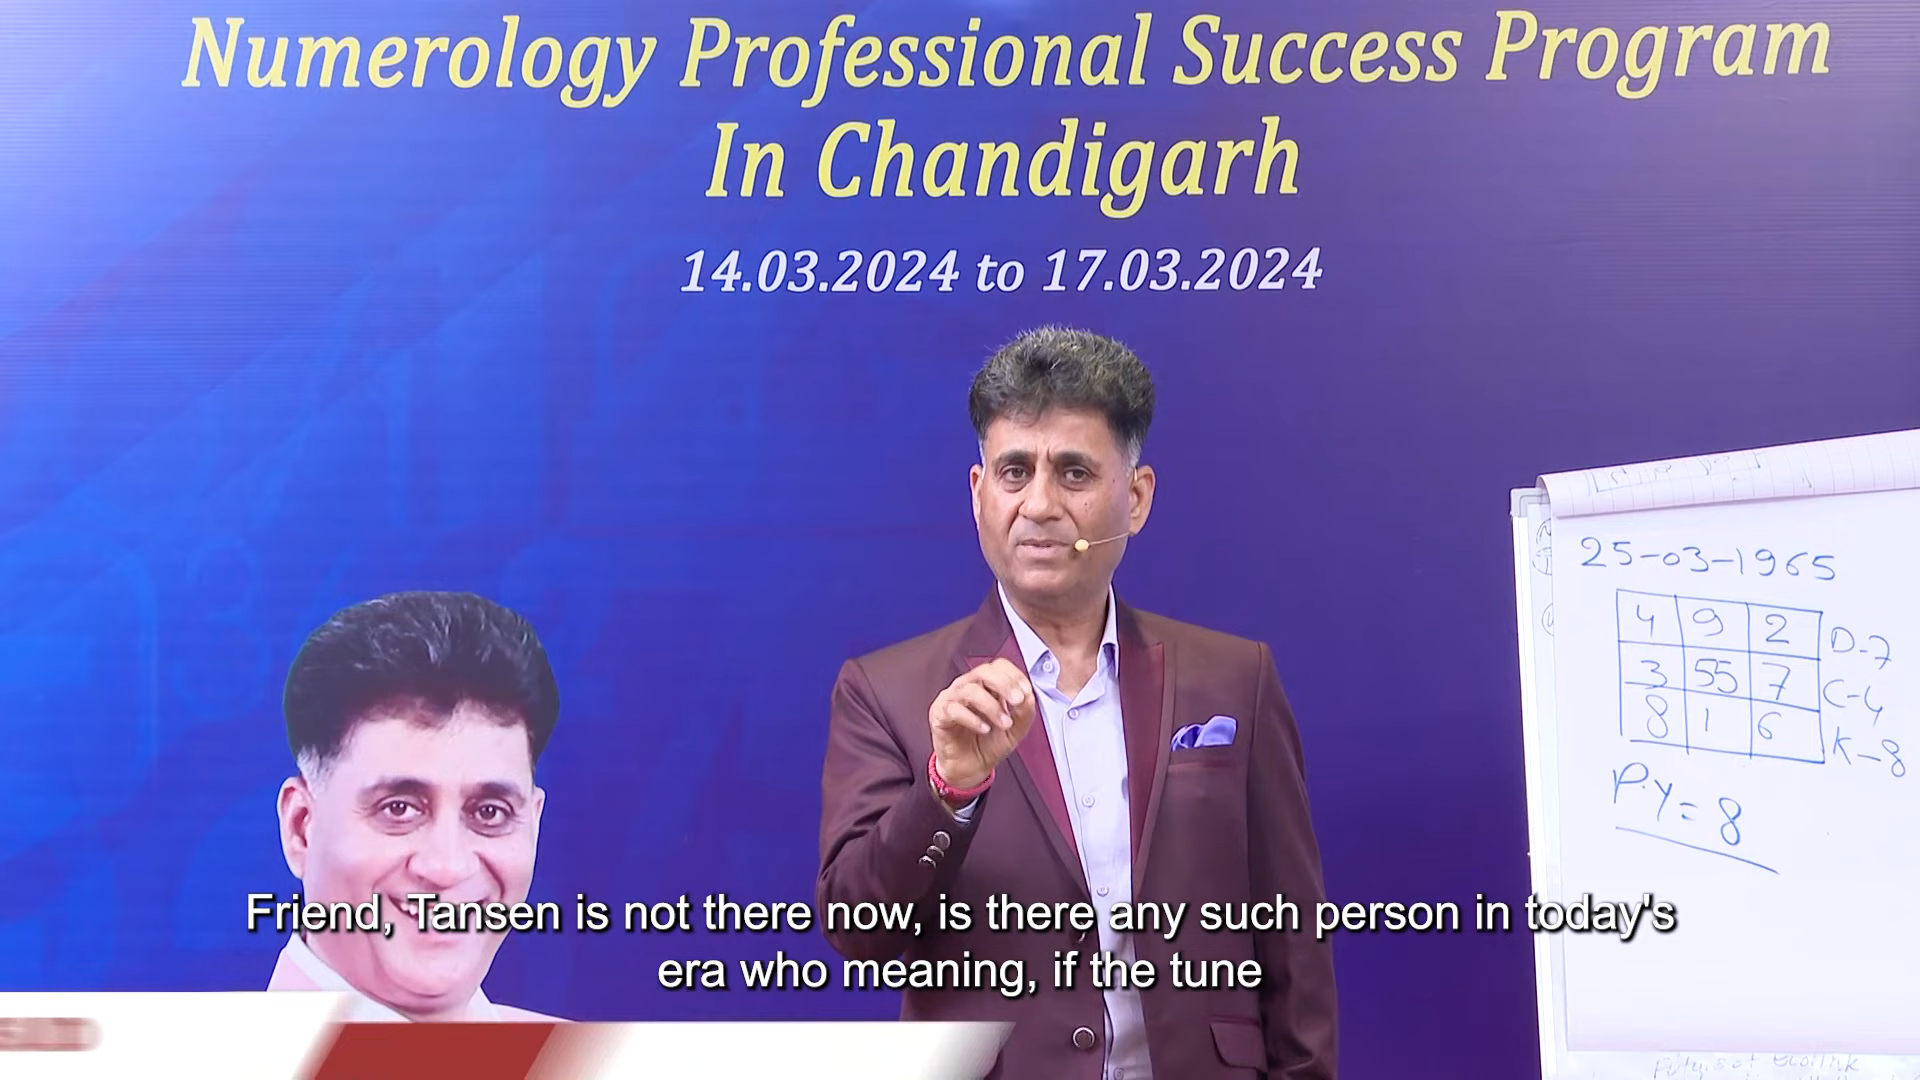 Numerology Professional Success Program
In Chandigarh
14.03.2024 to 17.03.2024
25-03-1965
4 9 2 D-7
3 55 7 C-4
8 1 6 K-8
P.Y = 8
Friend, Tansen is not there now, is there any such person in today's
era who meaning, if the tune